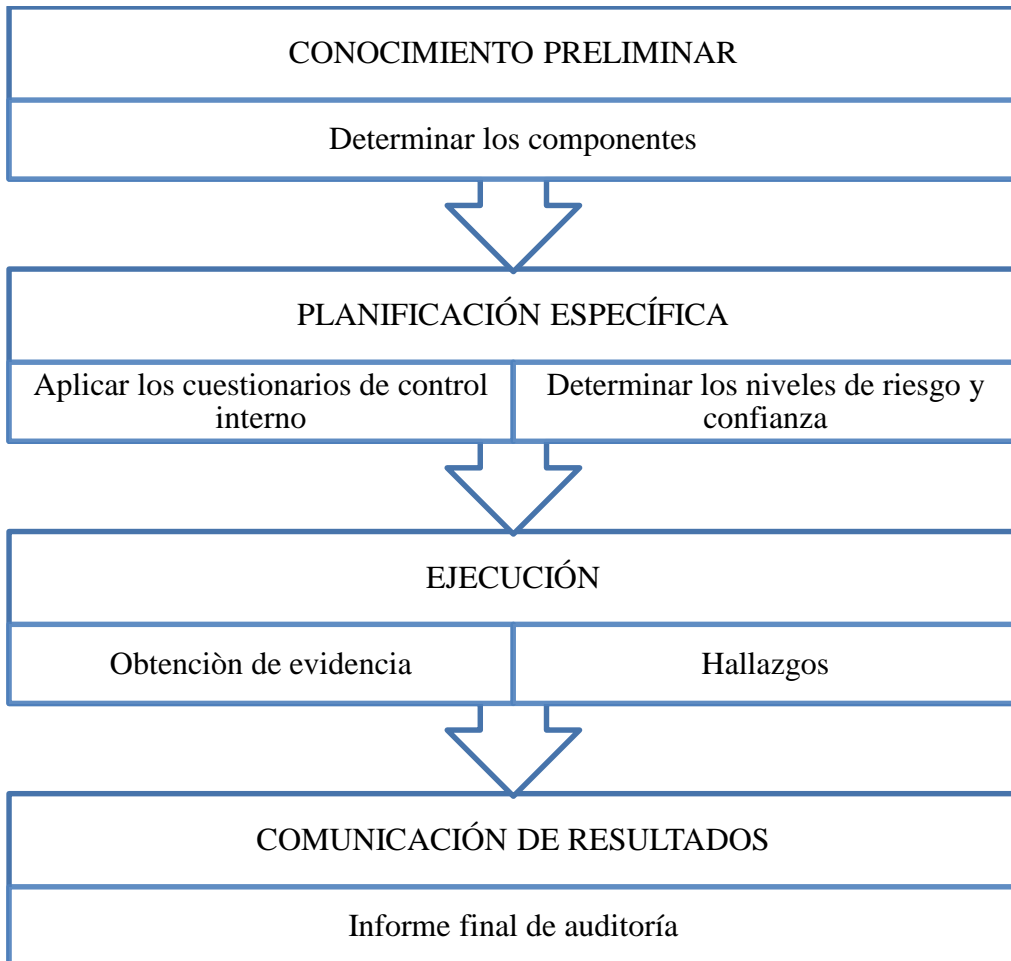 CONOCIMIENTO PRELIMINAR
Determinar los componentes
PLANIFICACIÓN ESPECÍFICA
Aplicar los cuestionarios de control
interno
Determinar los niveles de riesgo y
confianza
EJECUCIÓN
Obtenciòn de evidencia
Hallazgos
COMUNICACIÓN DE RESULTADOS
Informe final de auditoría